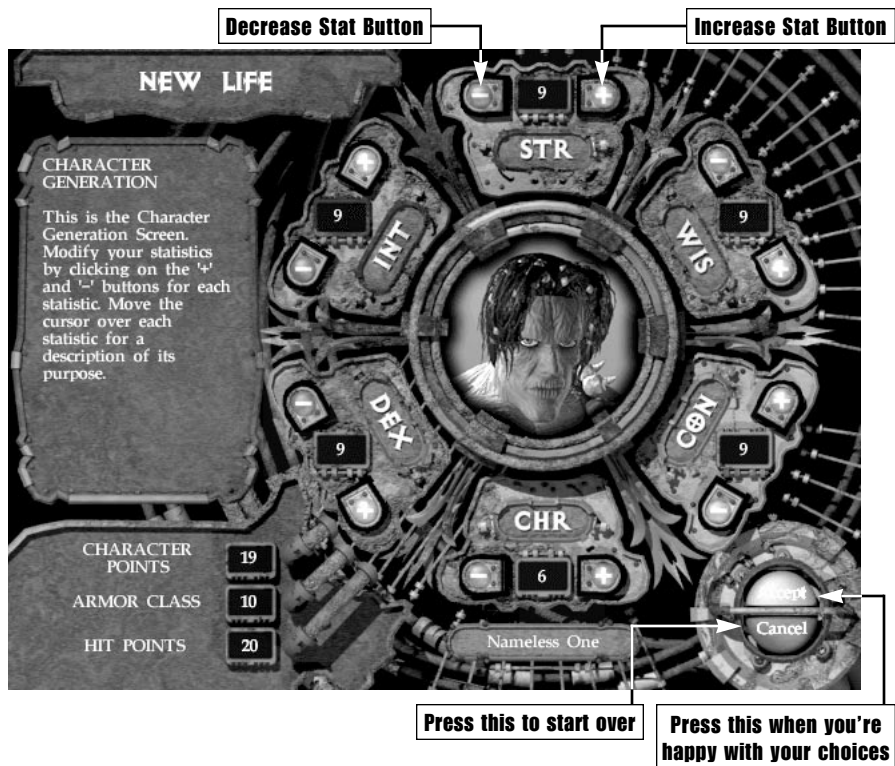 Decrease Stat Button
Increase Stat Button
NEW LIFE
CHARACTER
GENERATION
This is the Character
Generation Screen.
Modify your statistics
by clicking on the '+'
and '-' buttons for each
statistic. Move the
cursor over each
statistic for a
description of its
purpose.
- 9 +
STR
+
9
-
INT
-
9
+
WIS
-
9
+
DEX
+
9
-
CON
CHR
- 6 +
CHARACTER
POINTS
19
ARMOR CLASS
10
HIT POINTS
20
Nameless One
Accept
Cancel
Press this to start over
Press this when you're
happy with your choices